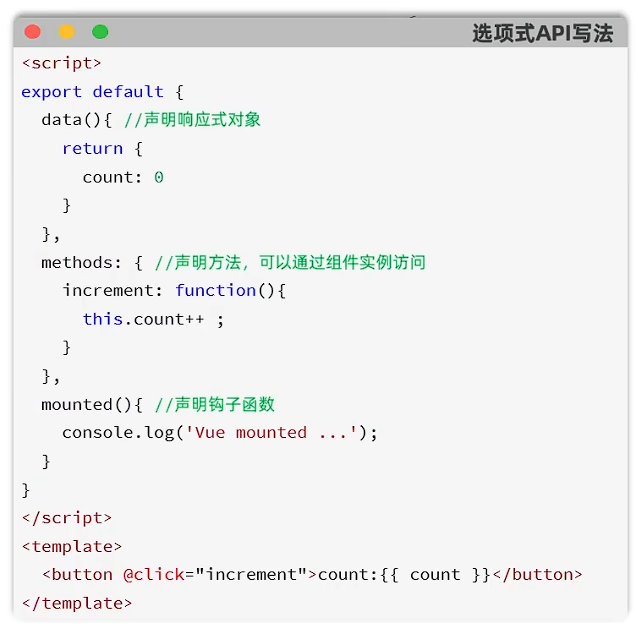 选项式API写法
<script>
export default {
  data(){ //声明响应式对象
    return {
      count: 0
    }
  },
  methods: { //声明方法，可以通过组件实例访问
    increment: function(){
      this.count++ ;
    }
  },
  mounted(){ //声明钩子函数
    console.log('Vue mounted ...');
  }
}
</script>
<template>
  <button @click="increment">count:{{ count }}</button>
</template>